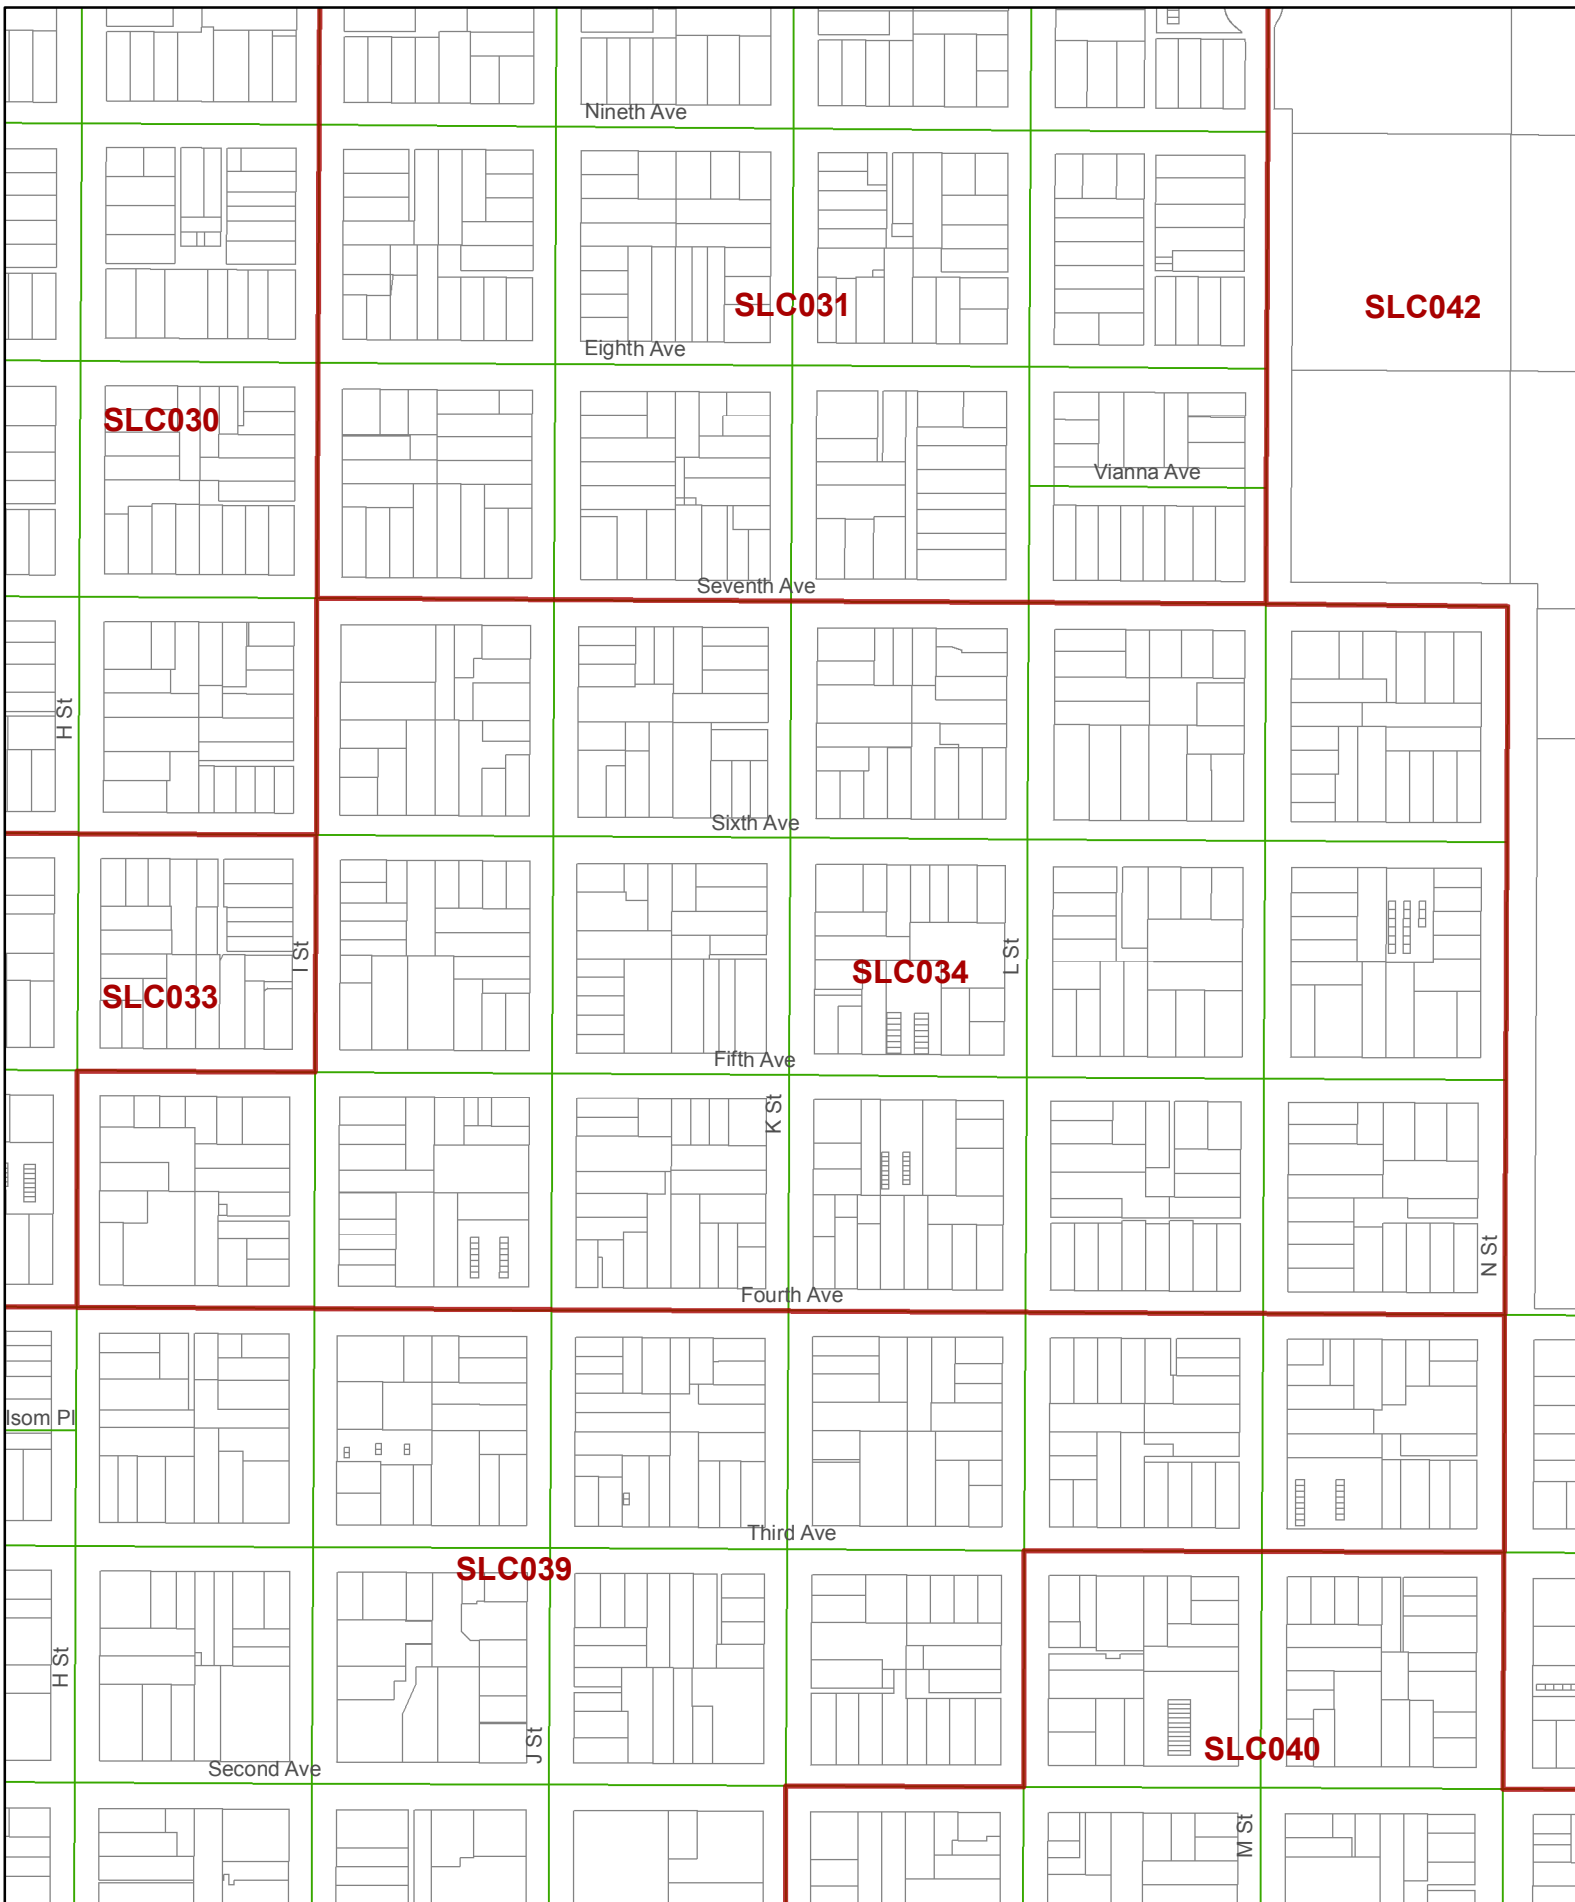 Nineth Ave
SLC031
SLC042
Eighth Ave
SLC030
Vianna Ave
Seventh Ave
H St
Sixth Ave
I St
L St
SLC034
SLC033
Fifth Ave
K St
N St
Fourth Ave
Isom Pl
Third Ave
SLC039
H St
J St
SLC040
Second Ave
M St